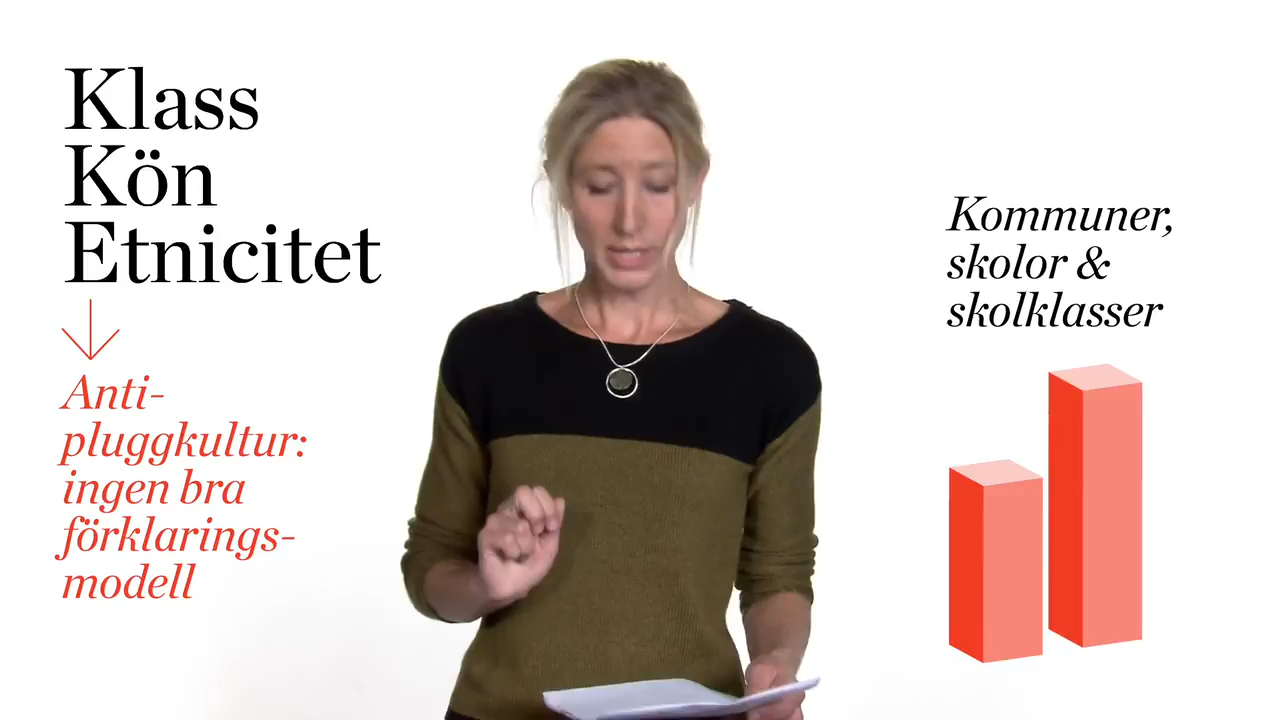 Klass
Kön
Etnicitet
Anti-
pluggkultur:
ingen bra
förklarings-
modell
Kommuner,
skolor &
skolklasser